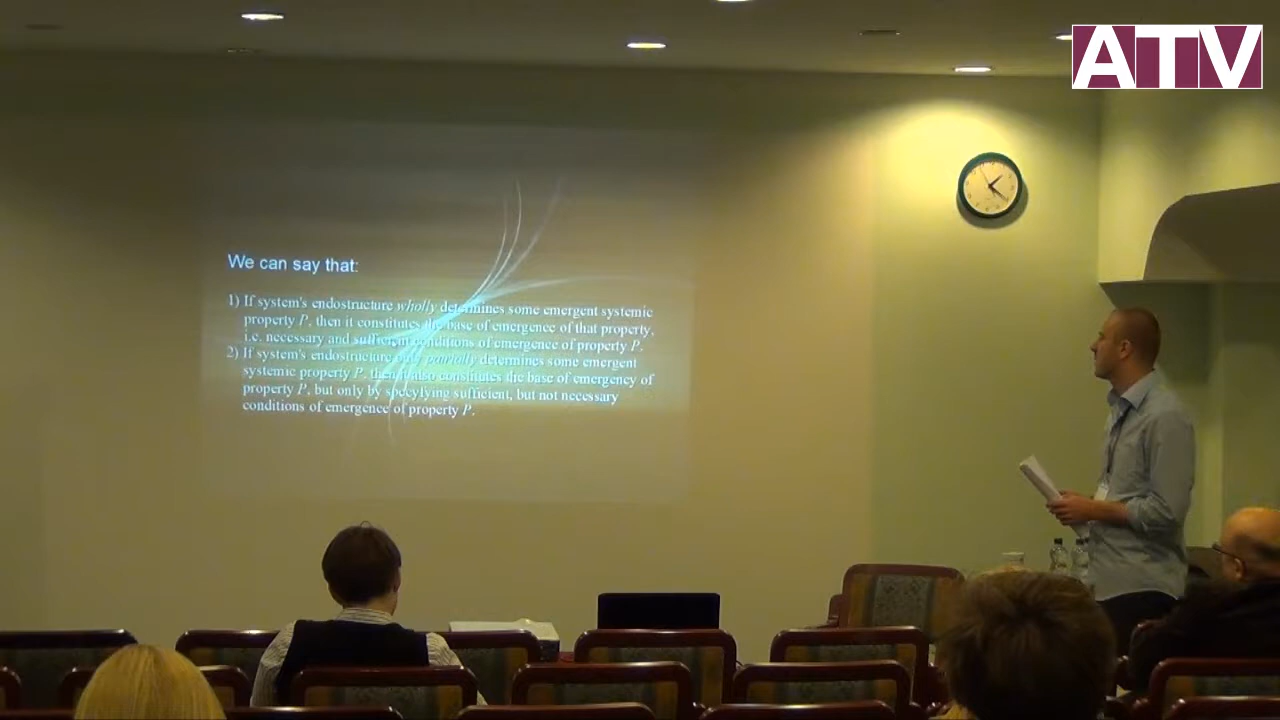 ATV
We can say that:
1) If system's endostructure wholly determines some emergent systemic
property P, then it constitutes the base of emergence of that property,
i.e. necessary and sufficient conditions of emergence of property P.
2) If system's endostructure only partially determines some emergent
systemic property P, then it also constitutes the base of emergency of
property P, but only by specyfying sufficient, but not necessary
conditions of emergence of property P.